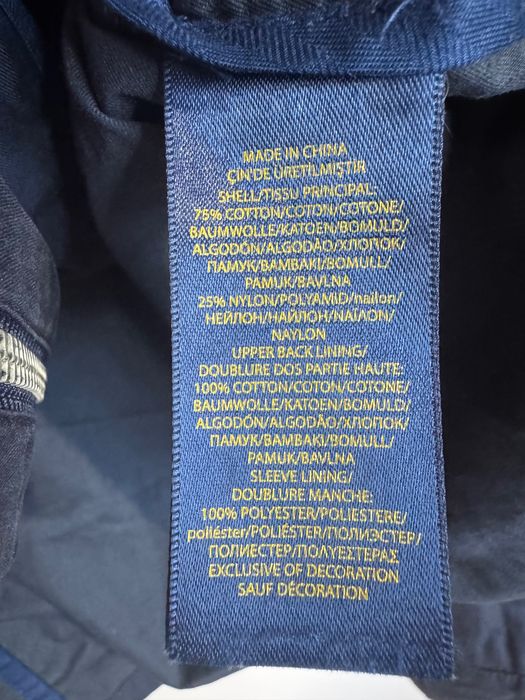 MADE IN CHINA
ÇİN'DE ÜRETİLMİŞTİR
SHELL/TISSU PRINCIPAL:
75% COTTON/COTON/COTONE/
BAUMWOLLE/KATOEN/BOMULD/
ALGODÓN/ALGODÃO/ХЛОПОК/
ПАМУК/ΒΑΜΒΑΚΙ/BOMULL/
PAMUK/BAVLNA
25% NYLON/POLYAMID/nailon/
НЕЙЛОН/НАЙЛОН/ΝΑΪΛΟΝ/
NAYLON
UPPER BACK LINING/
DOUBLURE DOS PARTIE HAUTE:
100% COTTON/COTON/COTONE/
BAUMWOLLE/KATOEN/BOMULD/
ALGODÓN/ALGODÃO/ХЛОПОК/
ПАМУК/ΒΑΜΒΑΚΙ/BOMULL/
PAMUK/BAVLNA
SLEEVE LINING/
DOUBLURE MANCHE:
100% POLYESTER/POLIESTERE/
poliéster/POLIÉSTER/ПОЛИЭСТЕР/
ПОЛИЕСТЕР/ΠΟΛΥΕΣΤΕΡΑΣ
EXCLUSIVE OF DECORATION
SAUF DÉCORATION